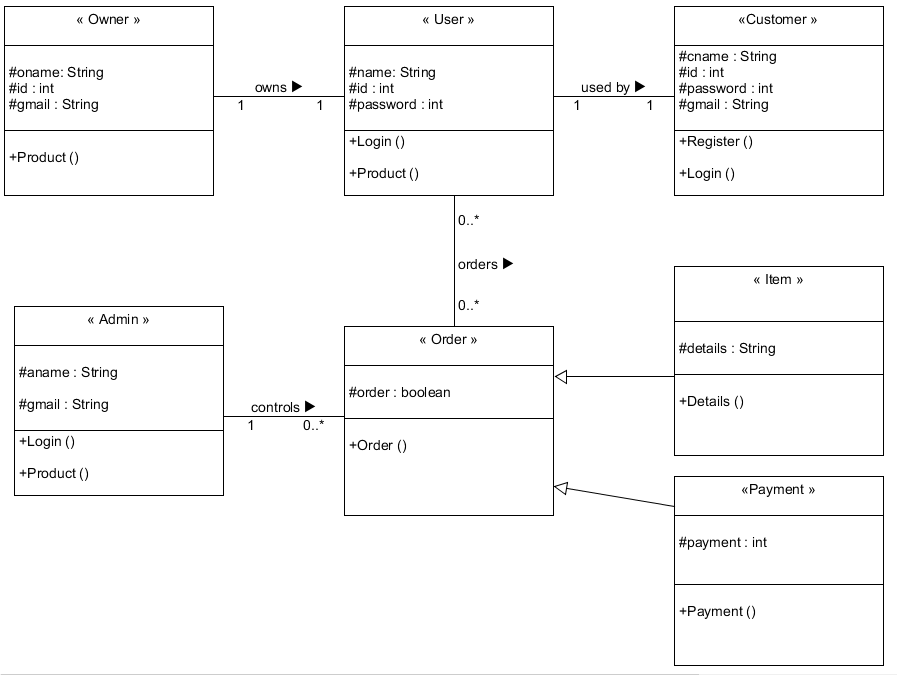 « Owner »
#oname: String
#id : int
#gmail : String
+Product ()
owns ▶
1 1
« User »
#name: String
#id : int
#password : int
+Login ()
+Product ()
used by ▶
1 1
«Customer »
#cname : String
#id : int
#password : int
#gmail : String
+Register ()
+Login ()
0..*
orders ▶
0..*
« Admin »
#aname : String
#gmail : String
+Login ()
+Product ()
controls ▶
1 0..*
« Order »
#order : boolean
+Order ()
« Item »
#details : String
+Details ()
«Payment »
#payment : int
+Payment ()